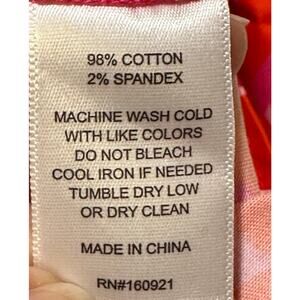 98% COTTON
2% SPANDEX
MACHINE WASH COLD
WITH LIKE COLORS
DO NOT BLEACH
COOL IRON IF NEEDED
TUMBLE DRY LOW
OR DRY CLEAN
MADE IN CHINA
RN#160921